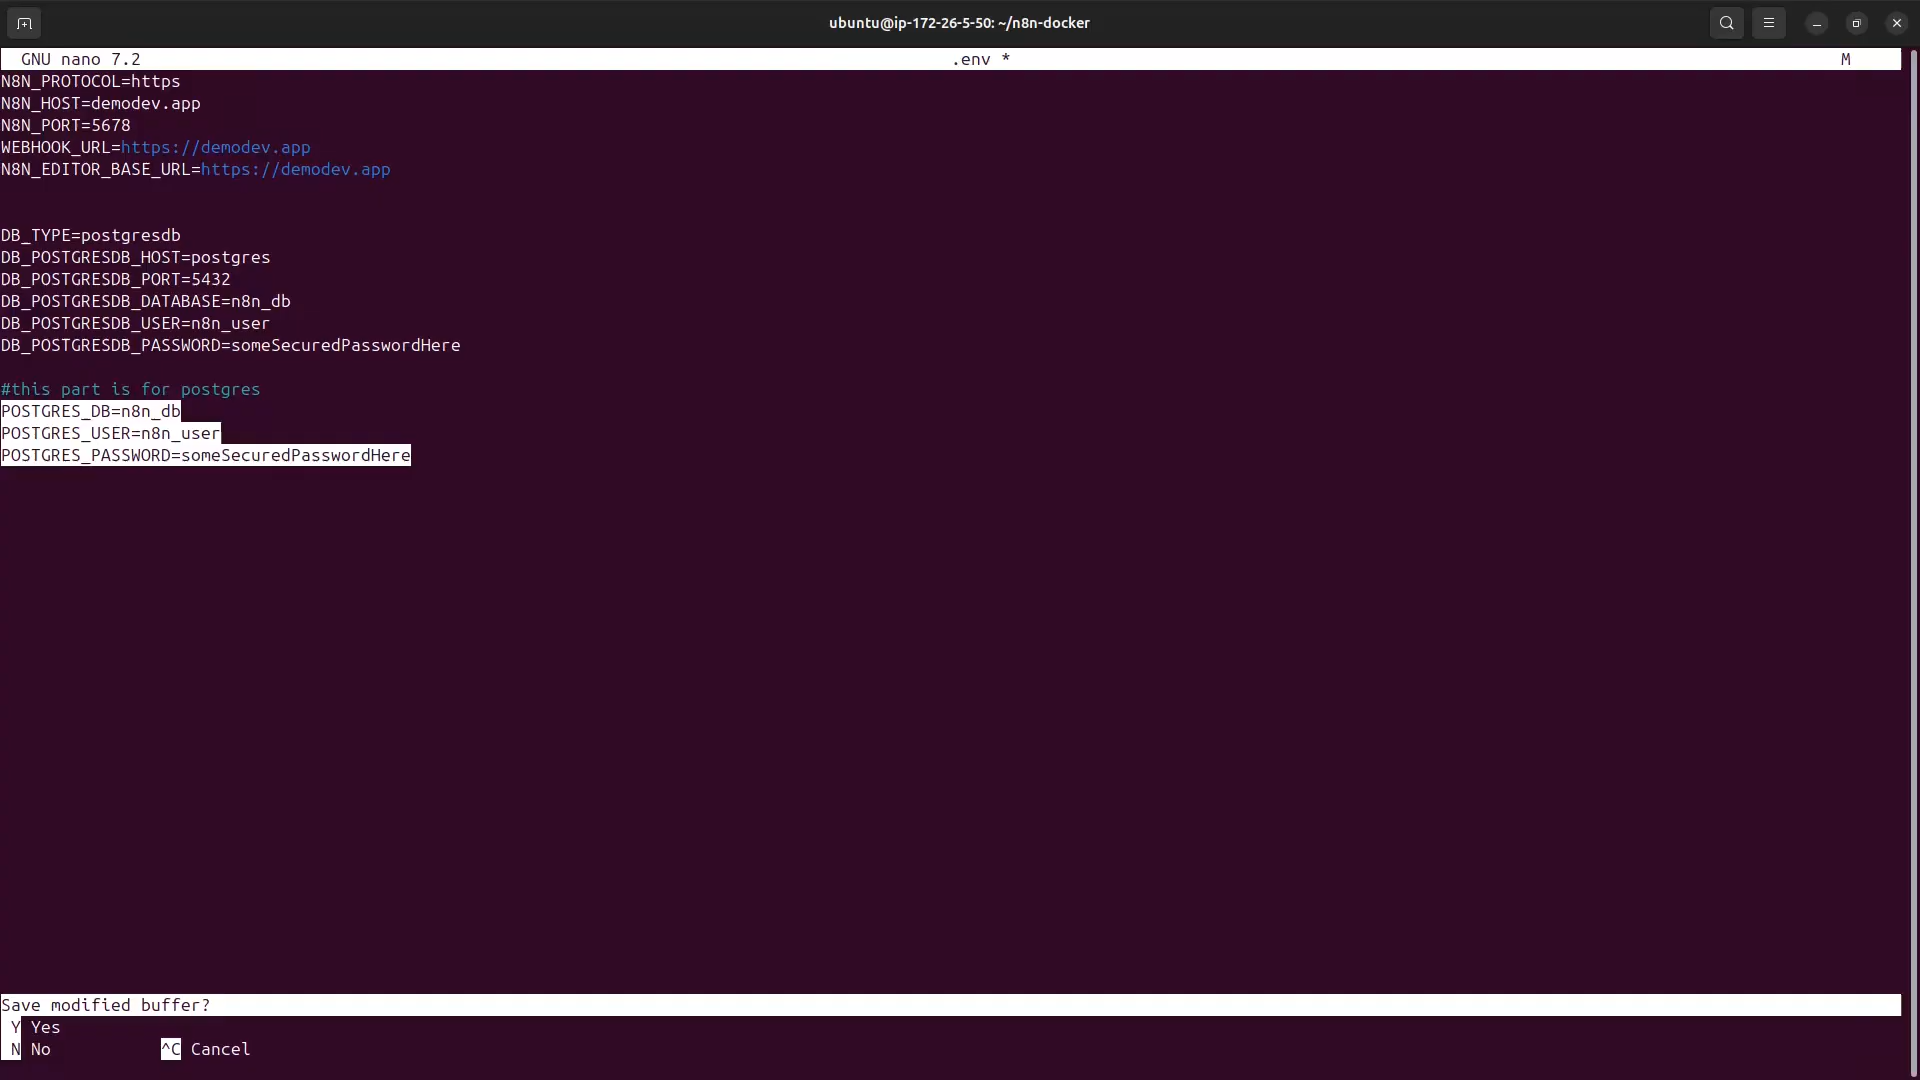 ubuntu@ip-172-26-5-50: ~/n8n-docker
GNU nano 7.2 .env * M
N8N_PROTOCOL=https
N8N_HOST=demodev.app
N8N_PORT=5678
WEBHOOK_URL=https://demodev.app
N8N_EDITOR_BASE_URL=https://demodev.app
DB_TYPE=postgresdb
DB_POSTGRESDB_HOST=postgres
DB_POSTGRESDB_PORT=5432
DB_POSTGRESDB_DATABASE=n8n_db
DB_POSTGRESDB_USER=n8n_user
DB_POSTGRESDB_PASSWORD=someSecuredPasswordHere
#this part is for postgres
POSTGRES_DB=n8n_db
POSTGRES_USER=n8n_user
POSTGRES_PASSWORD=someSecuredPasswordHere
Save modified buffer?
Y Yes
N No ^C Cancel